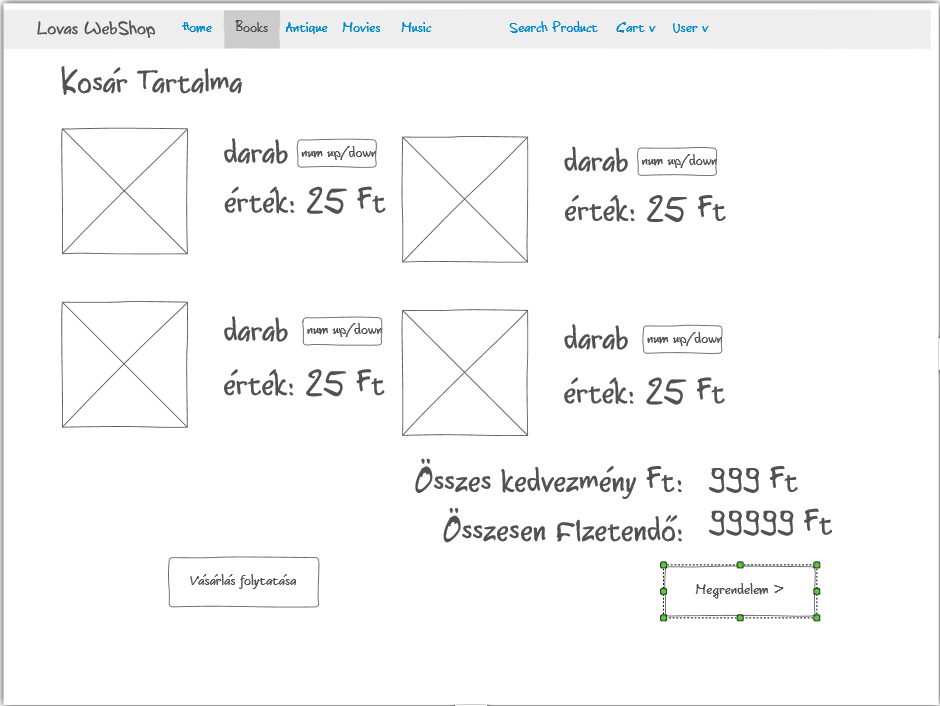 Lovas WebShop Home Books Antique Movies Music Search Product Cart v User v
Kosár Tartalma
darab num up/down
érték: 25 Ft
darab num up/down
érték: 25 Ft
darab num up/down
érték: 25 Ft
darab num up/down
érték: 25 Ft
Összes kedvezmény Ft: 999 Ft
Összesen FIzetendő: 99999 Ft
Vásárlás folytatása
Megrendelem >